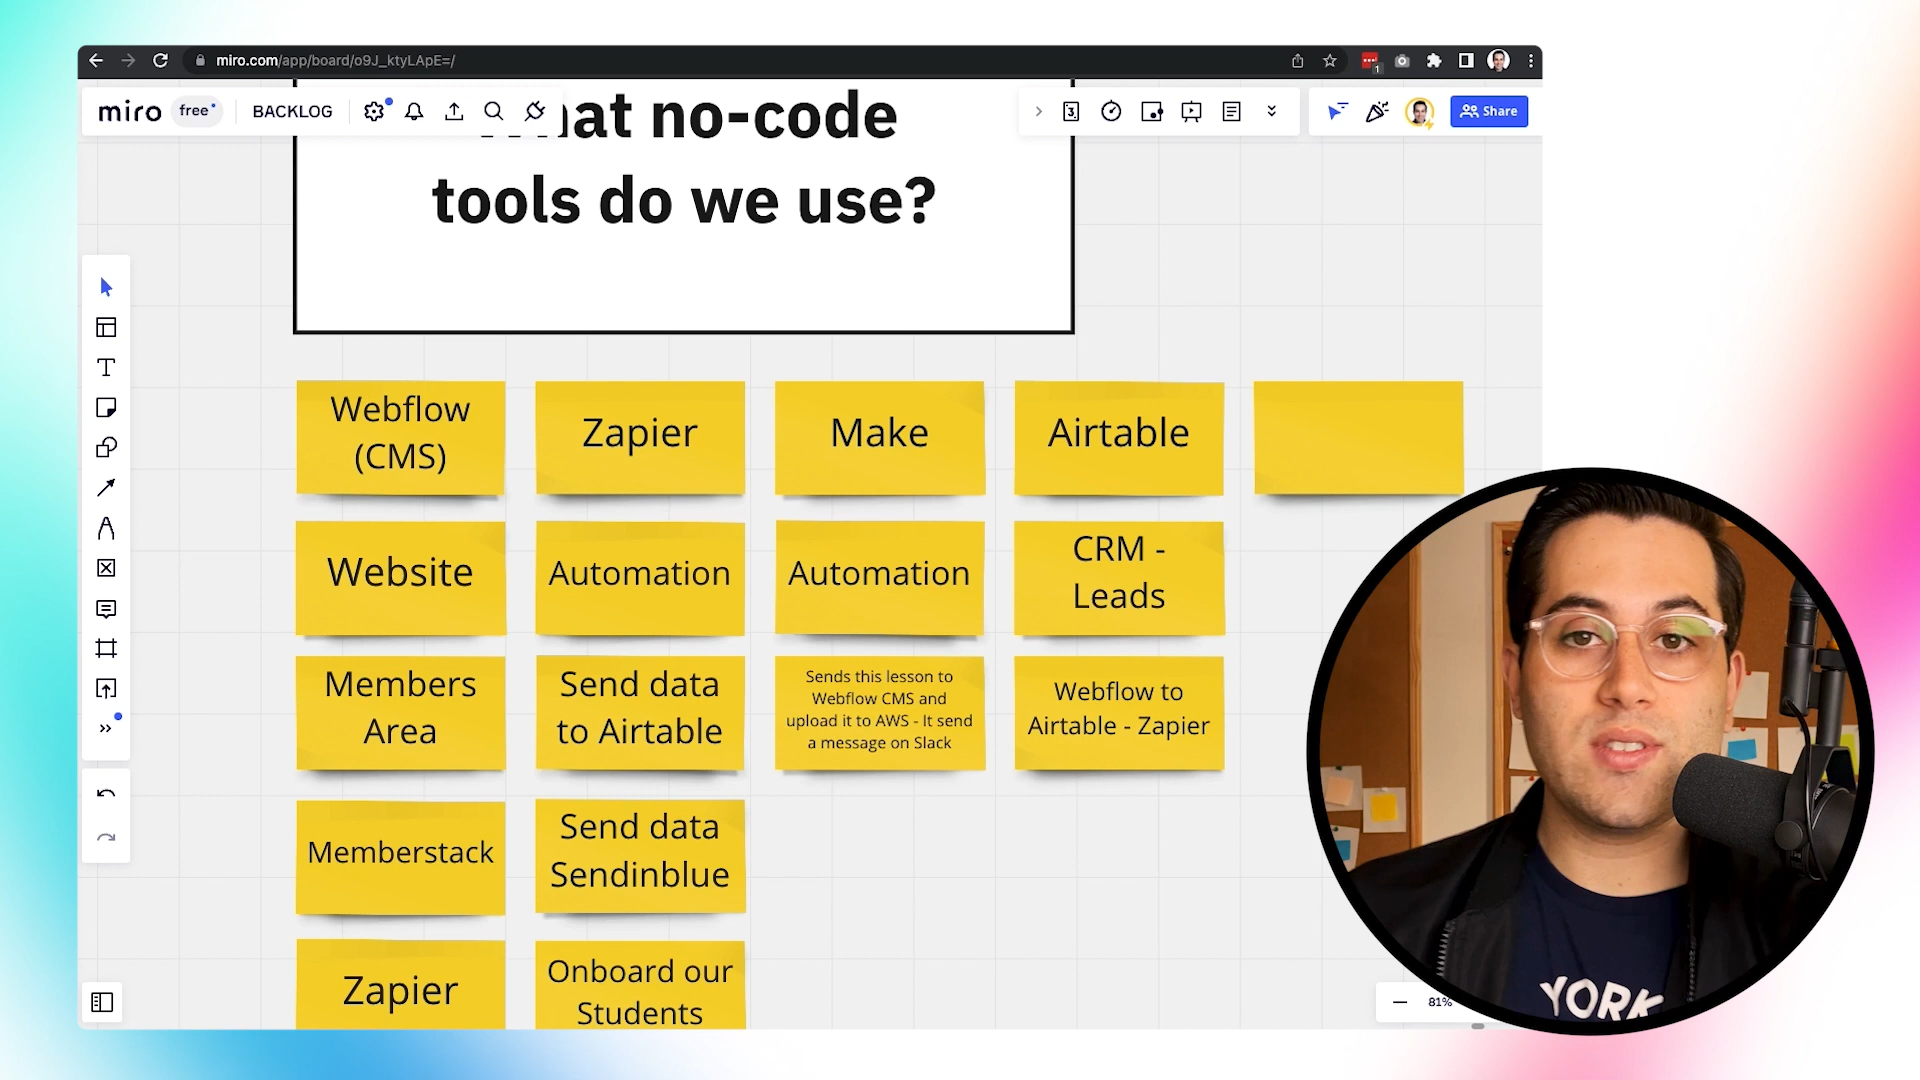 miro.com/app/board/o9J_ktyLApE=/
1
miro
free
BACKLOG
Share
no-code
tools do we use?
Webflow
(CMS)
Zapier
Make
Airtable
Website
Automation
Automation
CRM -
Leads
Members
Area
Send data
to Airtable
Sends this lesson to
Webflow CMS and
upload it to AWS - It send
a message on Slack
Webflow to
Airtable - Zapier
Memberstack
Send data
Sendinblue
Zapier
Onboard our
Students
81%
YORK